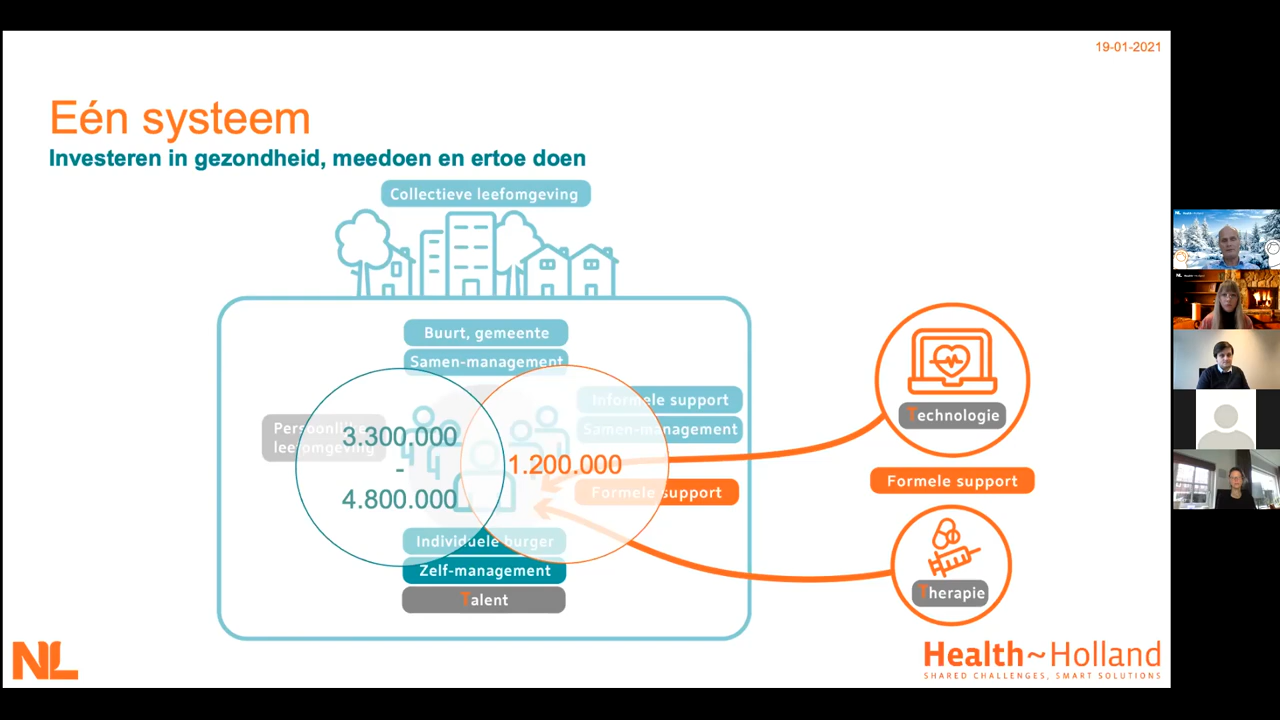 19-01-2021
Eén systeem
Investeren in gezondheid, meedoen en ertoe doen
Collectieve leefomgeving
Buurt, gemeente
Samen-management
Informele support
Samen-management
Persoonlijke
leefomgeving
3.300.000
-
4.800.000
1.200.000
Formele support
Individuele burger
Zelf-management
Talent
Technologie
Formele support
Therapie
NL
Health~Holland
SHARED CHALLENGES, SMART SOLUTIONS